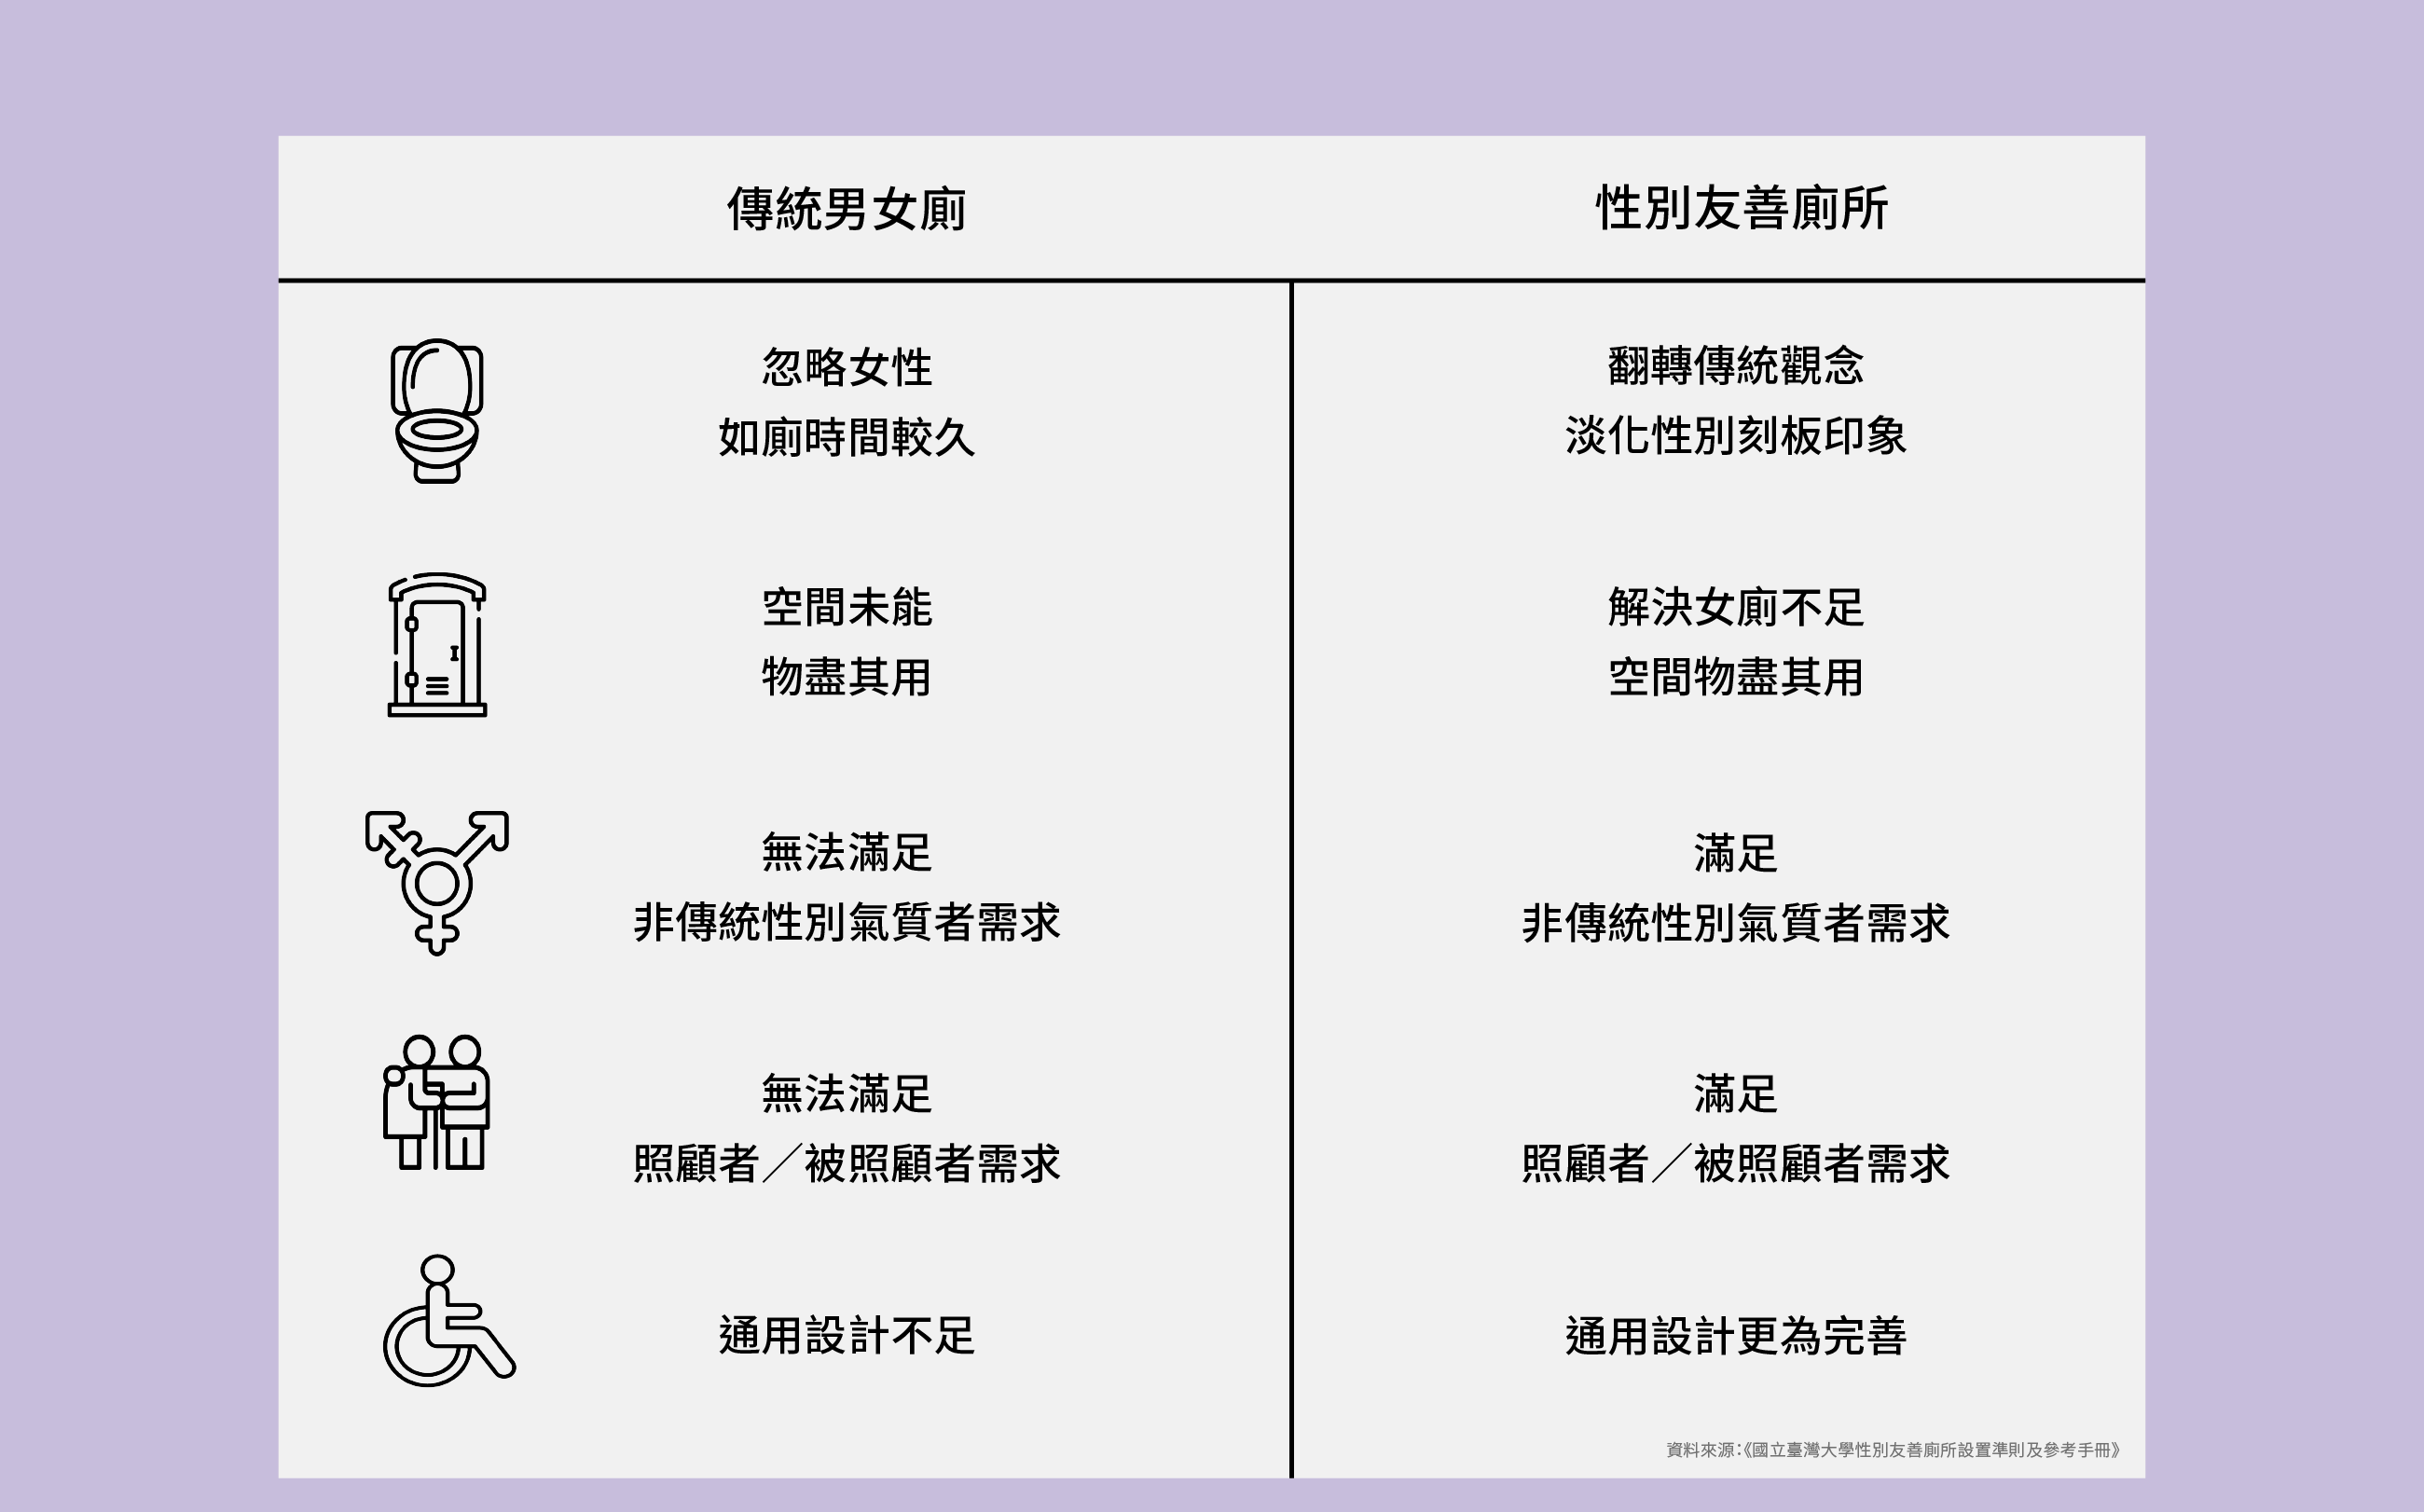 傳統男女廁
性別友善廁所
忽略女性
如廁時間較久
翻轉傳統觀念
淡化性別刻板印象
空間未能
物盡其用
解決女廁不足
空間物盡其用
無法滿足
非傳統性別氣質者需求
滿足
非傳統性別氣質者需求
無法滿足
照顧者／被照顧者需求
滿足
照顧者／被照顧者需求
通用設計不足
通用設計更為完善
資料來源：《國立臺灣大學性別友善廁所設置準則及參考手冊》